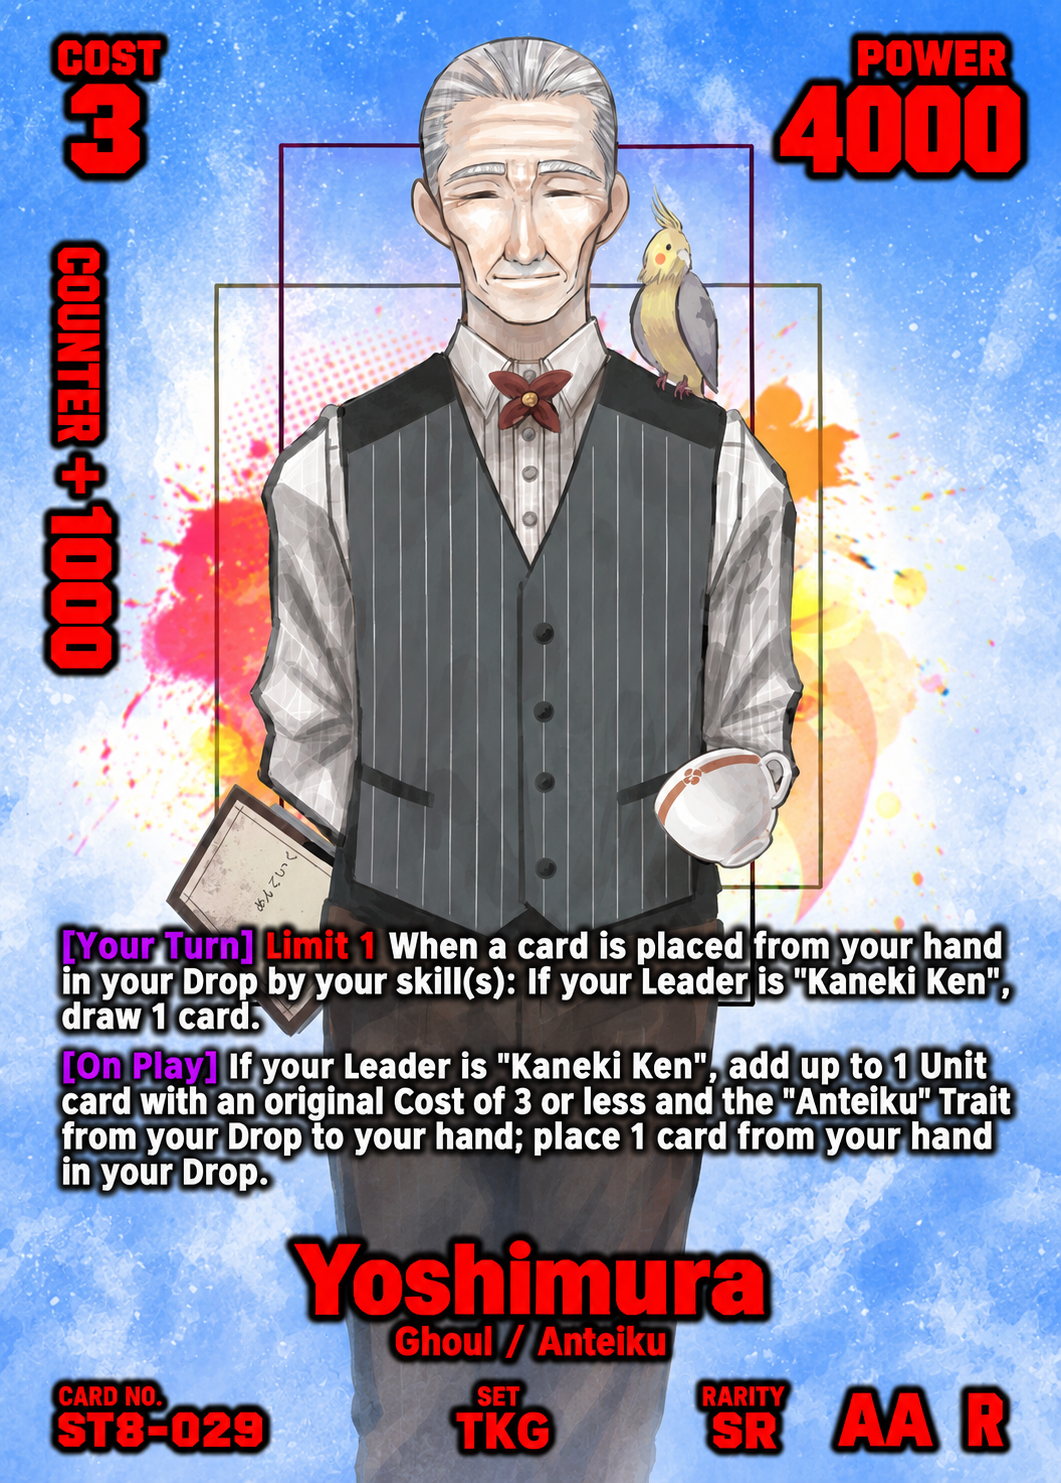 COST
3
POWER
4000
COUNTER +1000
[Your Turn] Limit 1 When a card is placed from your hand
in your Drop by your skill(s): If your Leader is "Kaneki Ken",
draw 1 card.
[On Play] If your Leader is "Kaneki Ken", add up to 1 Unit
card with an original Cost of 3 or less and the "Anteiku" Trait
from your Drop to your hand; place 1 card from your hand
in your Drop.
Yoshimura
Ghoul / Anteiku
CARD NO.
ST8-029
SET
TKG
RARITY
SR
AA R